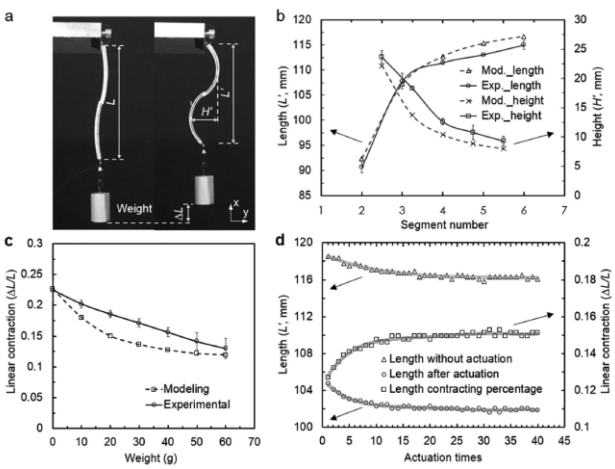 a
L
H'
L'
Weight
ΔL
x
y
b
Length (L', mm)
120
115
110
105
100
95
90
85
1 2 3 4 5 6 7
Segment number
30
25
20
15
10
5
0
Height (H', mm)
Mod._length
Exp._length
Mod._height
Exp._height
c
Linear contraction (ΔL/L)
0.3
0.25
0.2
0.15
0.1
0.05
0
0 10 20 30 40 50 60 70
Weight (g)
Modeling
Experimental
d
Length (L', mm)
120
118
116
114
112
110
108
106
104
102
100
0 5 10 15 20 25 30 35 40 45
Actuation times
0.2
0.18
0.16
0.14
0.12
0.1
Linear contraction (ΔL/L)
Length without actuation
Length after actuation
Length contracting percentage